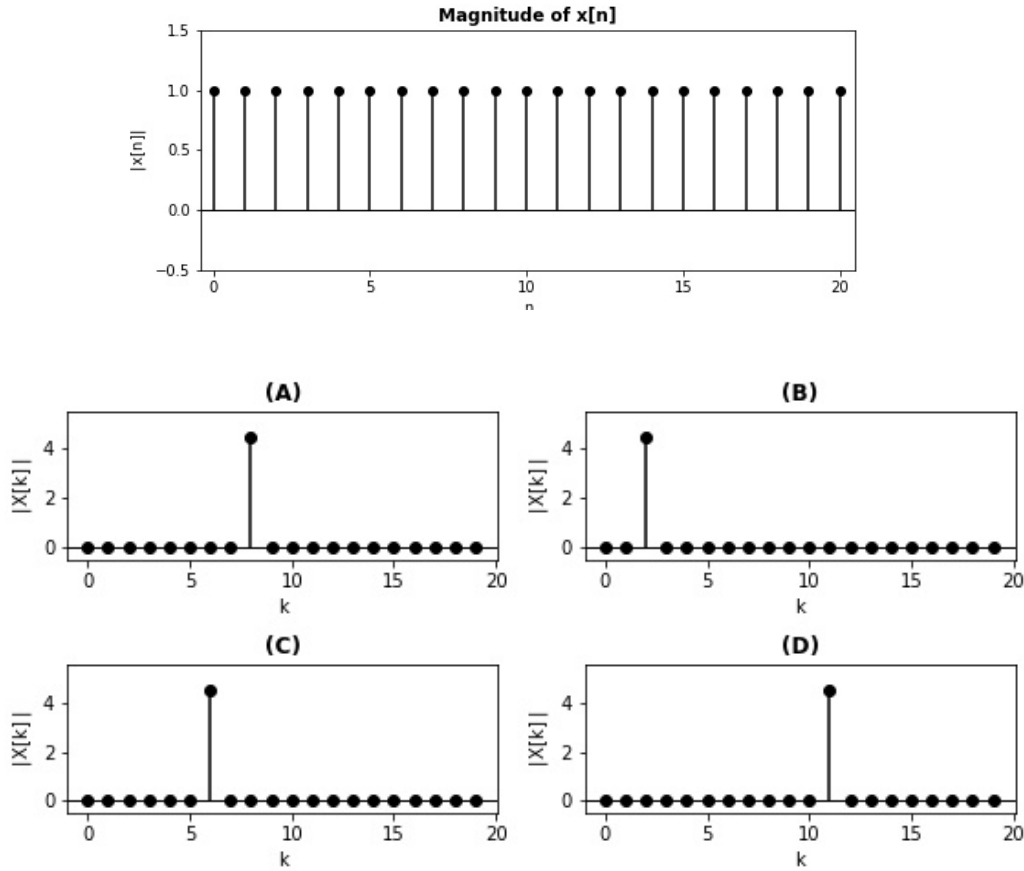 Magnitude of x[n]
1.5
1.0
0.5
0.0
−0.5
|x[n]|
0 5 10 15 20
n
(A) (B)
4 4
2 2
0 0
|X[k]| |X[k]|
0 5 10 15 20 0 5 10 15 20
k k
(C) (D)
4 4
2 2
0 0
|X[k]| |X[k]|
0 5 10 15 20 0 5 10 15 20
k k